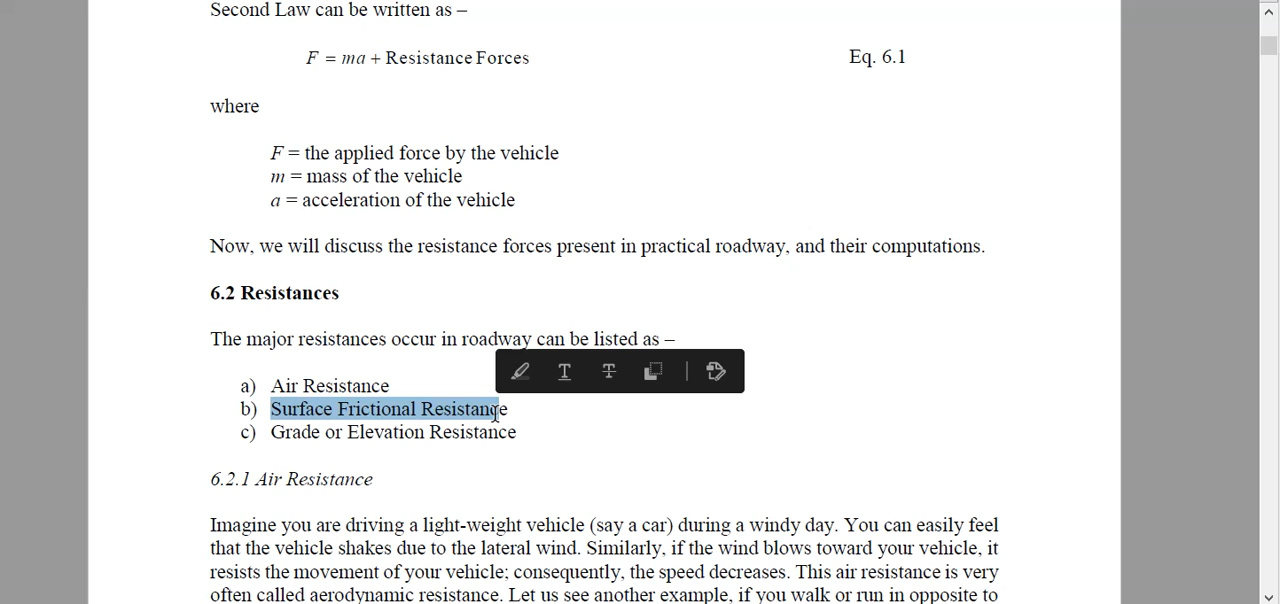 Second Law can be written as –
F = ma + Resistance Forces Eq. 6.1
where
F = the applied force by the vehicle
m = mass of the vehicle
a = acceleration of the vehicle
Now, we will discuss the resistance forces present in practical roadway, and their computations.
6.2 Resistances
The major resistances occur in roadway can be listed as –
a) Air Resistance
b) Surface Frictional Resistance
c) Grade or Elevation Resistance
6.2.1 Air Resistance
Imagine you are driving a light-weight vehicle (say a car) during a windy day. You can easily feel
that the vehicle shakes due to the lateral wind. Similarly, if the wind blows toward your vehicle, it
resists the movement of your vehicle; consequently, the speed decreases. This air resistance is very
often called aerodynamic resistance. Let us see another example, if you walk or run in opposite to